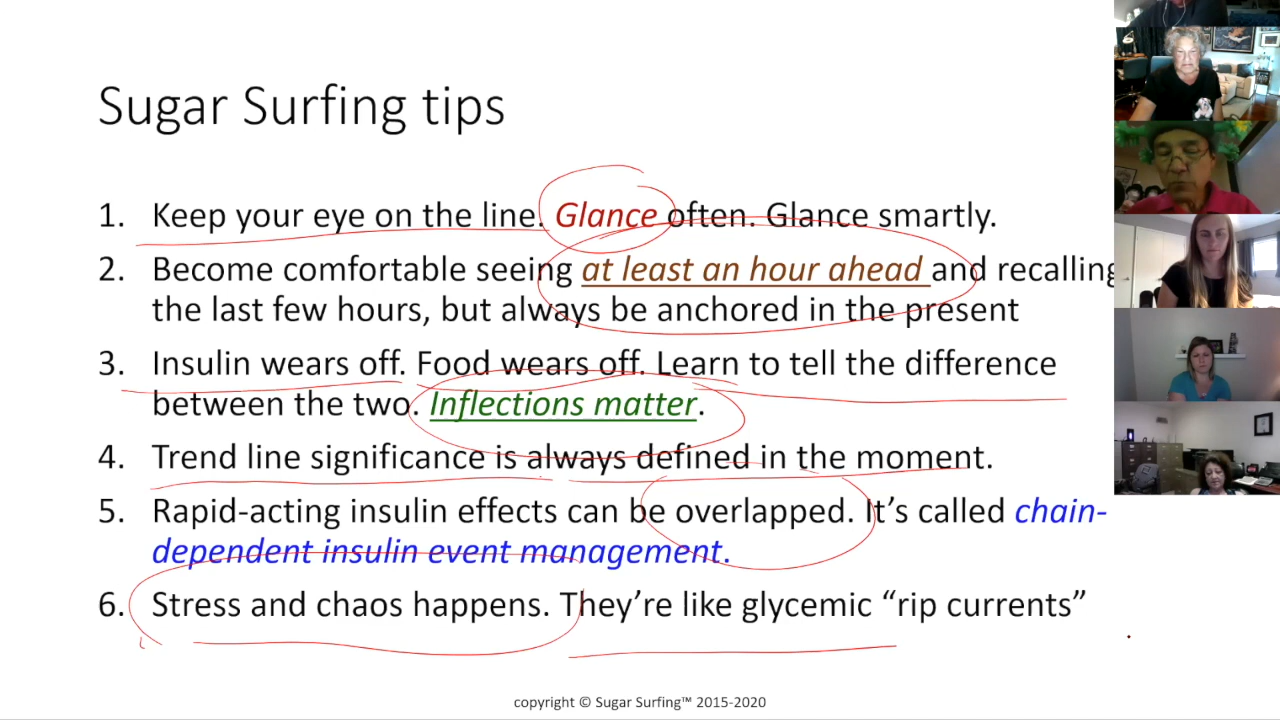 Sugar Surfing tips
1. Keep your eye on the line. Glance often. Glance smartly.
2. Become comfortable seeing at least an hour ahead and recalling
the last few hours, but always be anchored in the present
3. Insulin wears off. Food wears off. Learn to tell the difference
between the two. Inflections matter.
4. Trend line significance is always defined in the moment.
5. Rapid-acting insulin effects can be overlapped. It's called chain-
dependent insulin event management.
6. Stress and chaos happens. They're like glycemic “rip currents”
copyright © Sugar Surfing™ 2015-2020